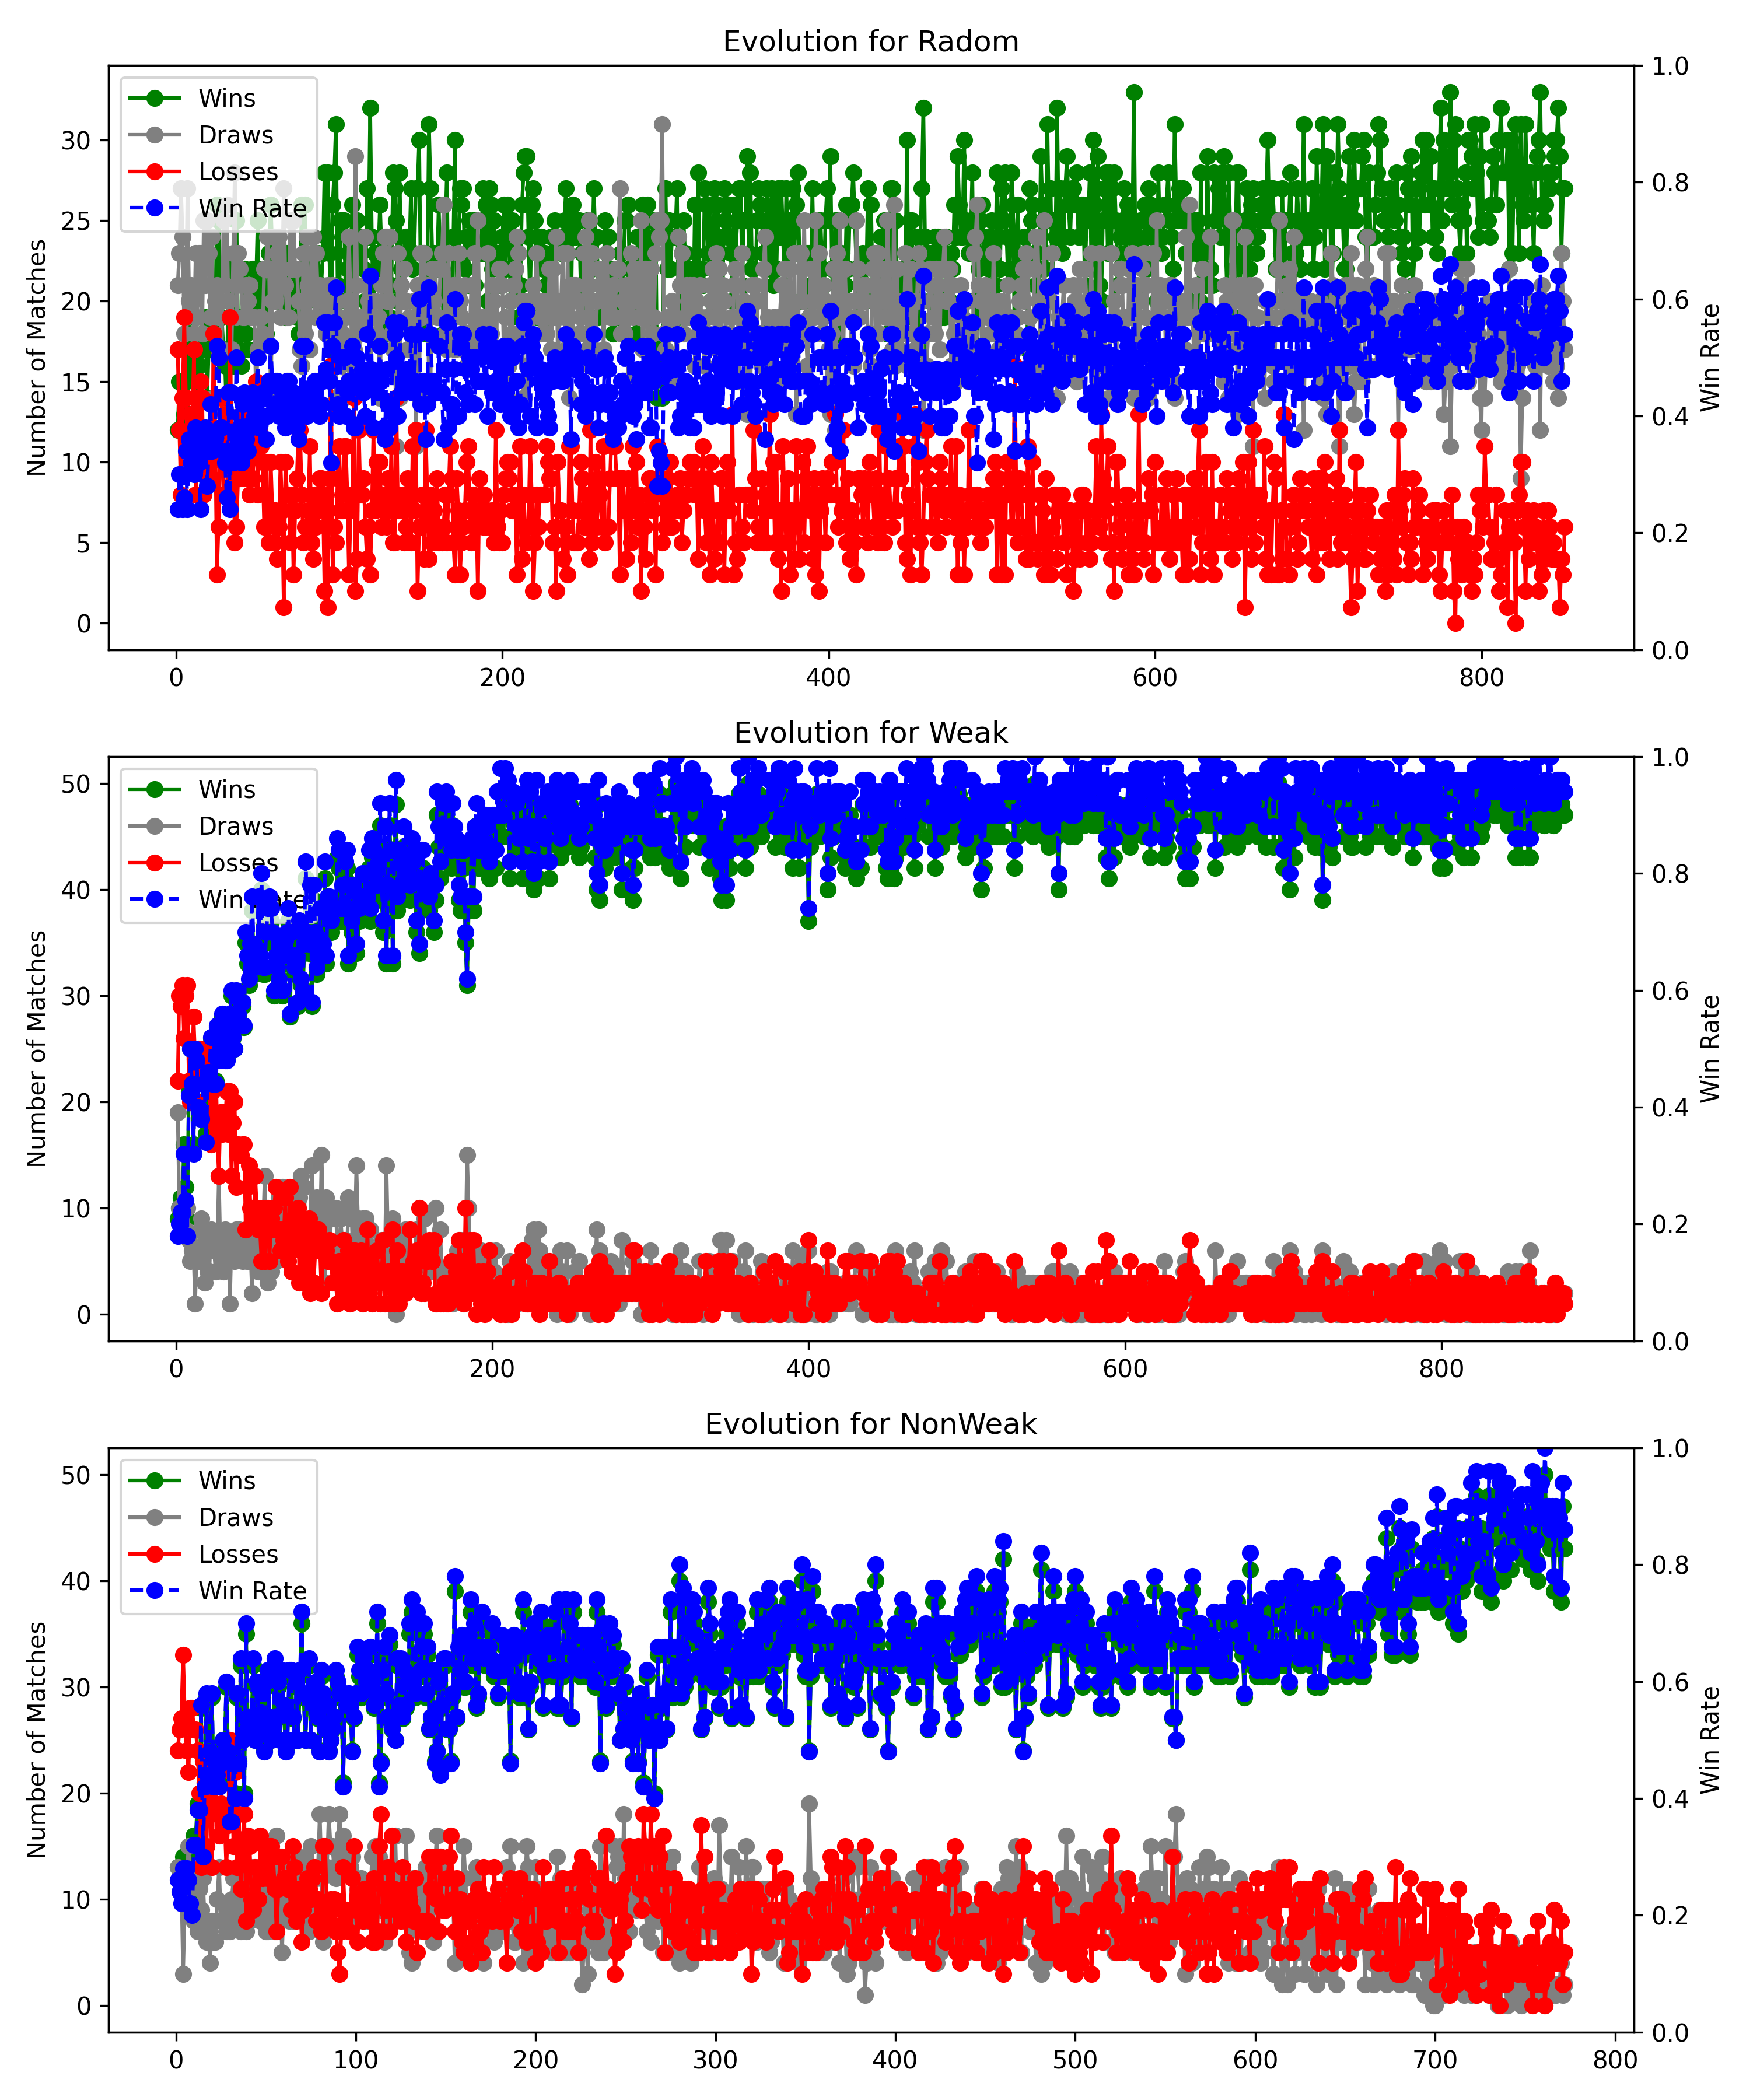 Evolution for Radom
Wins
Draws
Losses
Win Rate
Number of Matches
30
25
20
15
10
5
0
1.0
0.8
0.6
0.4
0.2
0.0
Win Rate
0 200 400 600 800
Evolution for Weak
Wins
Draws
Losses
Win Rate
Number of Matches
50
40
30
20
10
0
1.0
0.8
0.6
0.4
0.2
0.0
Win Rate
0 200 400 600 800
Evolution for NonWeak
Wins
Draws
Losses
Win Rate
Number of Matches
50
40
30
20
10
0
1.0
0.8
0.6
0.4
0.2
0.0
Win Rate
0 100 200 300 400 500 600 700 800